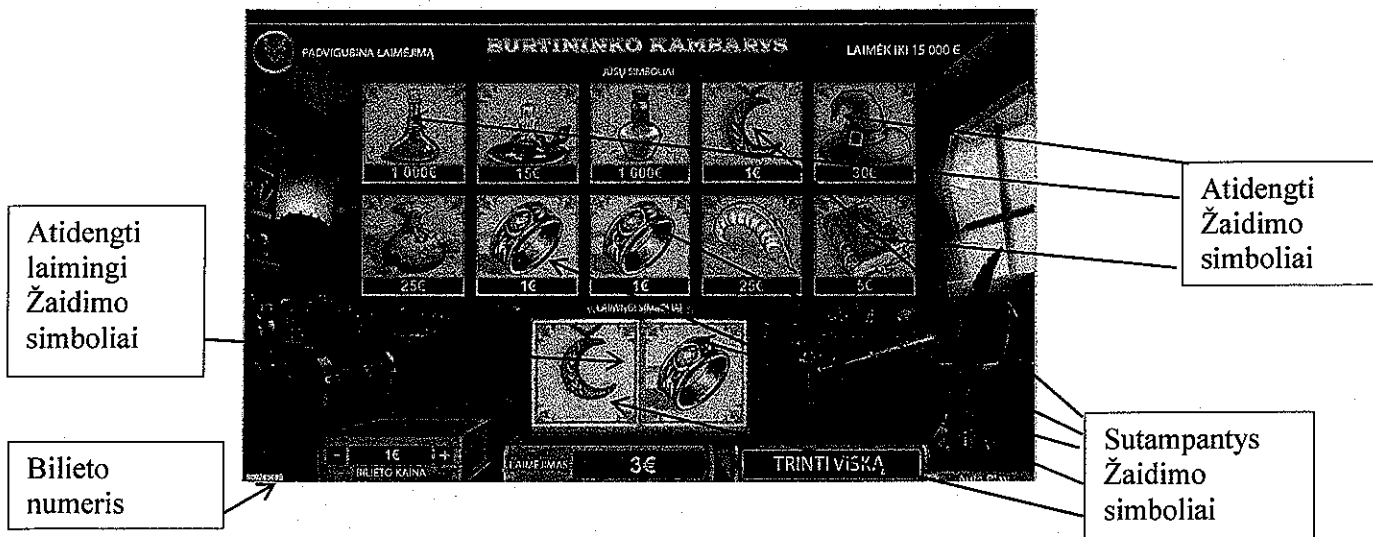 PADVIGUBINA LAIMĖJIMĄ
BURTININKO KAMBARYS
LAIMĖK IKI 15 000 €
JŪSŲ SIMBOLIAI
1 000€
15€
1 000€
1€
30€
25€
1€
1€
25€
5€
LAIMINGI SIMBOLIAI
- 1€ +
BILIETO KAINA
LAIMĖJIMAS
3€
TRINTI VISKĄ
Atidengti
laimingi
Žaidimo
simboliai
Bilieto
numeris
Atidengti
Žaidimo
simboliai
Sutampantys
Žaidimo
simboliai